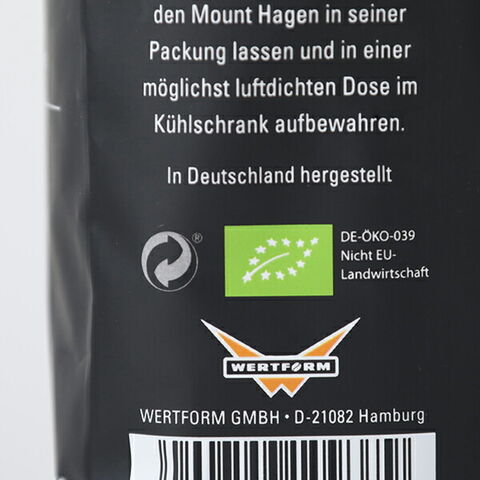 den Mount Hagen in seiner
Packung lassen und in einer
möglichst luftdichten Dose im
Kühlschrank aufbewahren.
In Deutschland hergestellt
®
DE-ÖKO-039
Nicht EU-
Landwirtschaft
WERTFORM
WERTFORM GMBH • D-21082 Hamburg